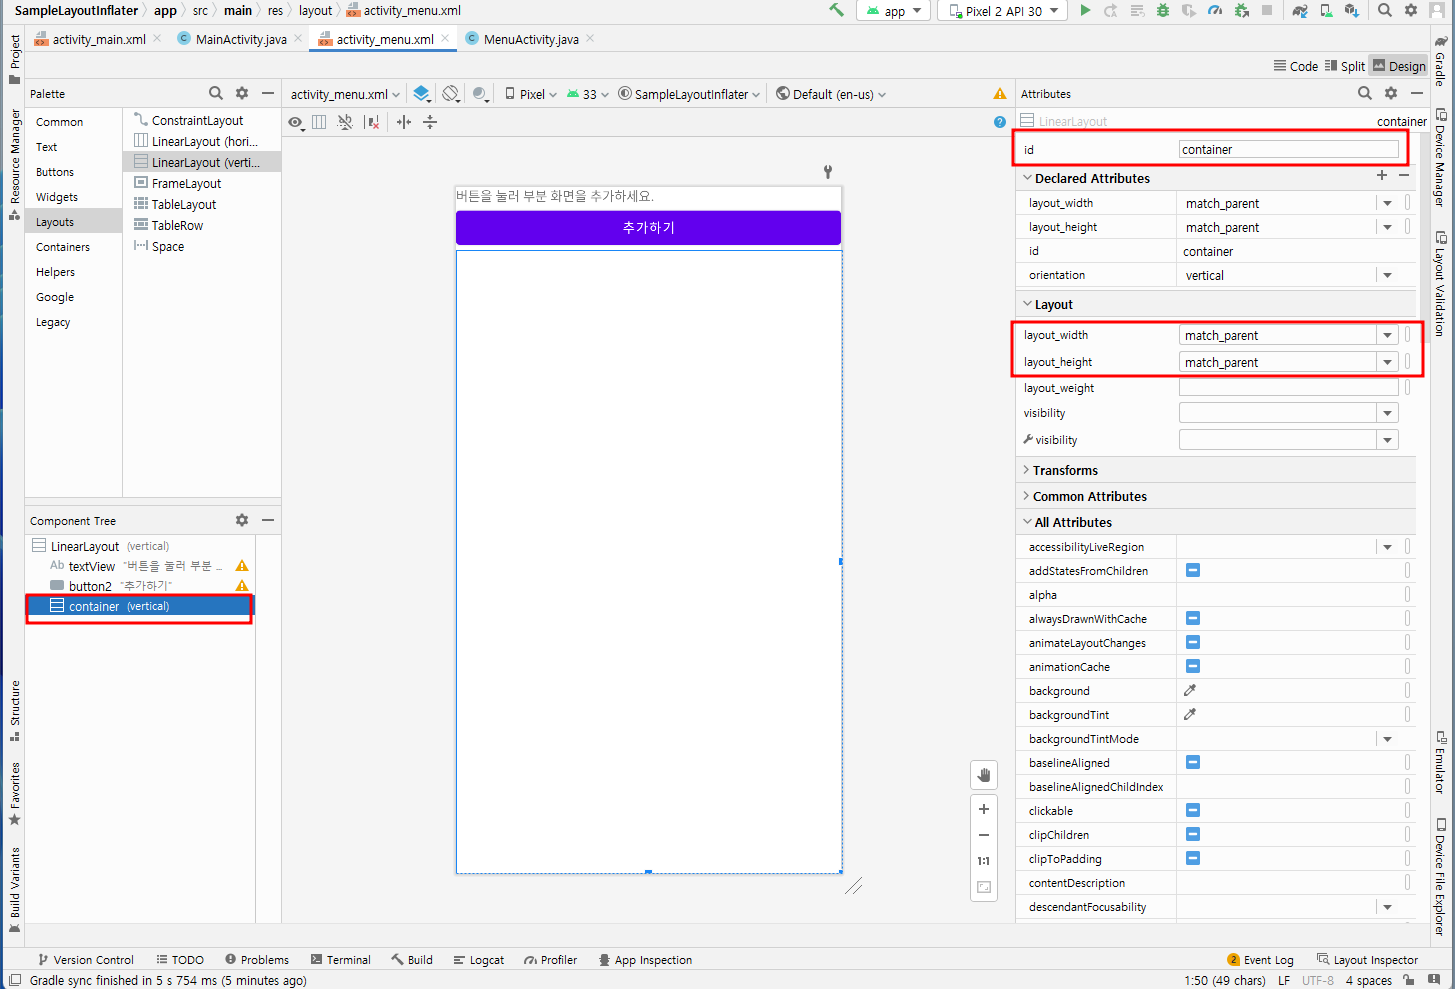 SampleLayoutInflater app src main res layout activity_menu.xml app Pixel 2 API 30
activity_main.xml MainActivity.java activity_menu.xml MenuActivity.java
Code Split Design
Palette
Common
Text
Buttons
Widgets
Layouts
Containers
Helpers
Google
Legacy
ConstraintLayout
LinearLayout (hori...
LinearLayout (verti...
FrameLayout
TableLayout
TableRow
Space
Component Tree
LinearLayout (vertical)
Ab textView "버튼을 눌러 부분 ...
button2 "추가하기"
container (vertical)
activity_menu.xml Pixel 33 SampleLayoutInflater Default (en-us)
버튼을 눌러 부분 화면을 추가하세요.
추가하기
1:1
Attributes
LinearLayout container
id container
Declared Attributes
layout_width match_parent
layout_height match_parent
id container
orientation vertical
Layout
layout_width match_parent
layout_height match_parent
layout_weight
visibility
visibility
Transforms
Common Attributes
All Attributes
accessibilityLiveRegion
addStatesFromChildren
alpha
alwaysDrawnWithCache
animateLayoutChanges
animationCache
background
backgroundTint
backgroundTintMode
baselineAligned
baselineAlignedChildIndex
clickable
clipChildren
clipToPadding
contentDescription
descendantFocusability
Project
Resource Manager
Structure
Favorites
Build Variants
Gradle
Device Manager
Layout Validation
Emulator
Device File Explorer
Version Control TODO Problems Terminal Build Logcat Profiler App Inspection 2 Event Log Layout Inspector
Gradle sync finished in 5 s 754 ms (5 minutes ago) 1:50 (49 chars) LF UTF-8 4 spaces